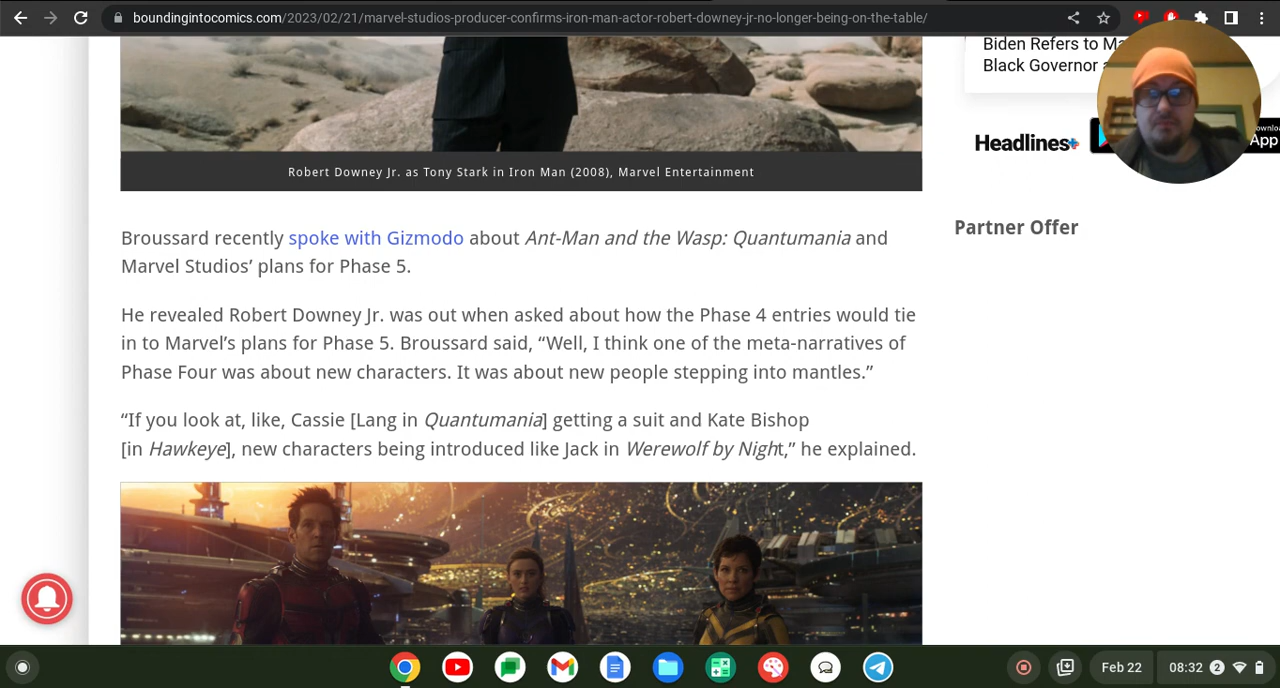 boundingintocomics.com/2023/02/21/marvel-studios-producer-confirms-iron-man-actor-robert-downey-jr-no-longer-being-on-the-table/
Biden Refers to Ma
Black Governor a
Headlines+
App
Robert Downey Jr. as Tony Stark in Iron Man (2008), Marvel Entertainment
Partner Offer
Broussard recently spoke with Gizmodo about Ant-Man and the Wasp: Quantumania and
Marvel Studios’ plans for Phase 5.
He revealed Robert Downey Jr. was out when asked about how the Phase 4 entries would tie
in to Marvel’s plans for Phase 5. Broussard said, “Well, I think one of the meta-narratives of
Phase Four was about new characters. It was about new people stepping into mantles.”
“If you look at, like, Cassie [Lang in Quantumania] getting a suit and Kate Bishop
[in Hawkeye], new characters being introduced like Jack in Werewolf by Night,” he explained.
Feb 22
08:32 2